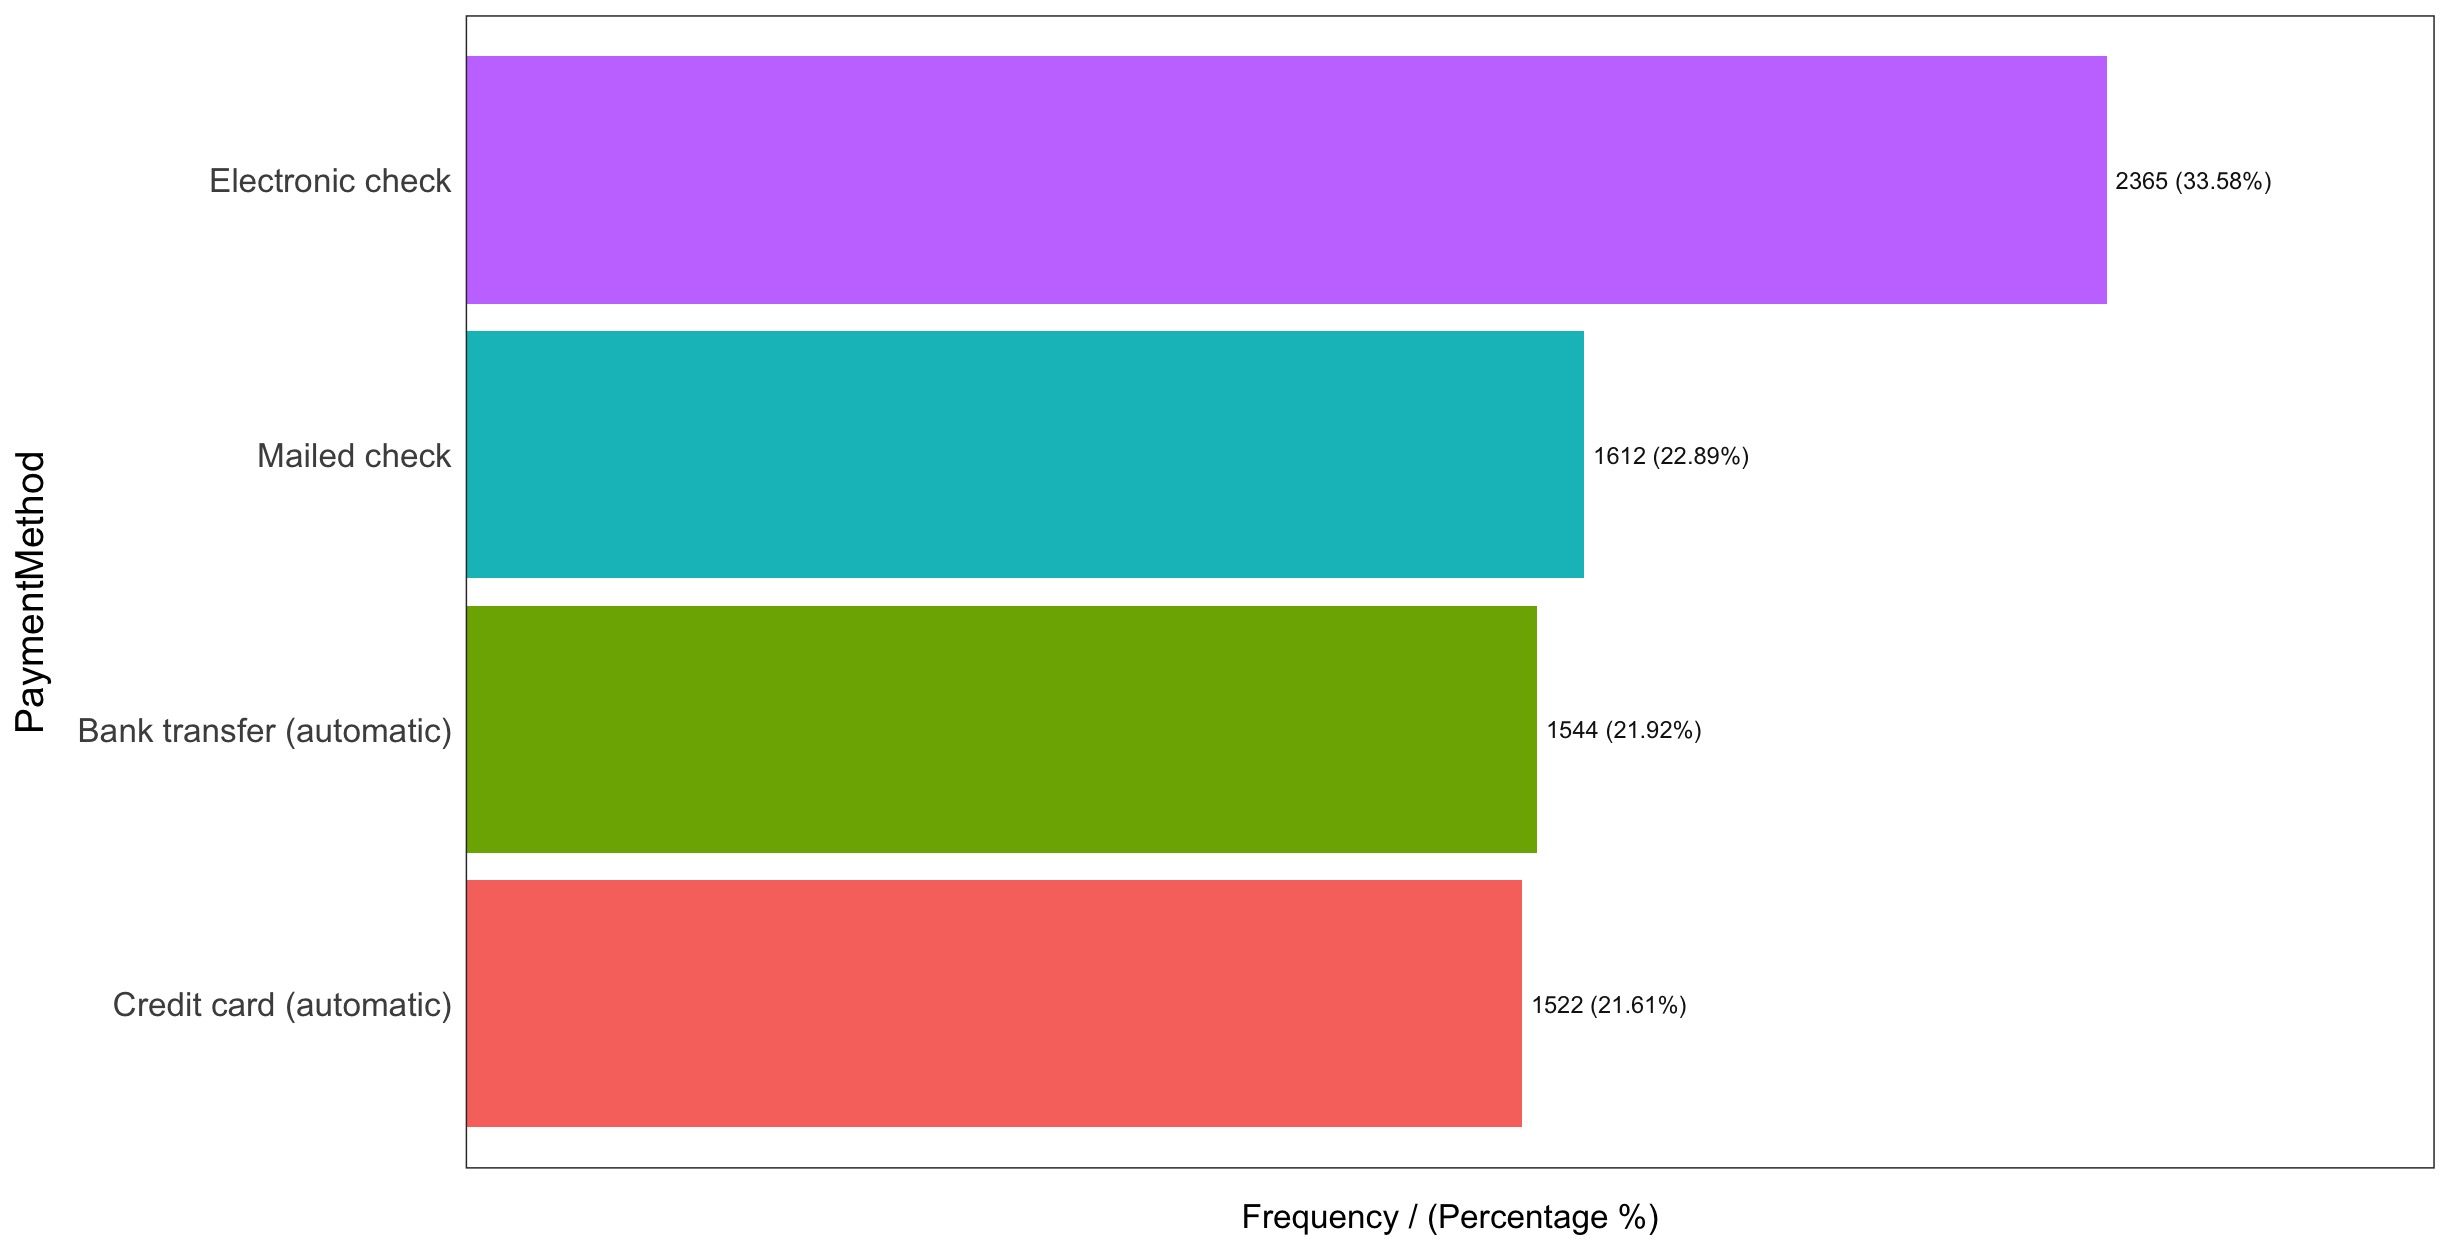 PaymentMethod
Electronic check
2365 (33.58%)
Mailed check
1612 (22.89%)
Bank transfer (automatic)
1544 (21.92%)
Credit card (automatic)
1522 (21.61%)
Frequency / (Percentage %)